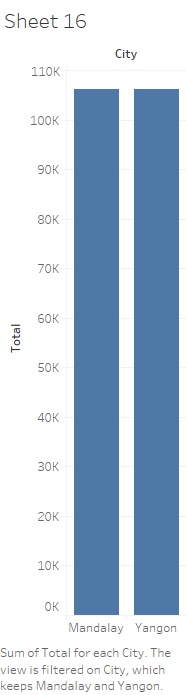 Sheet 16
City
110K
100K
90K
80K
70K
60K
50K
40K
30K
20K
10K
0K
Total
Mandalay Yangon
Sum of Total for each City. The
view is filtered on City, which
keeps Mandalay and Yangon.